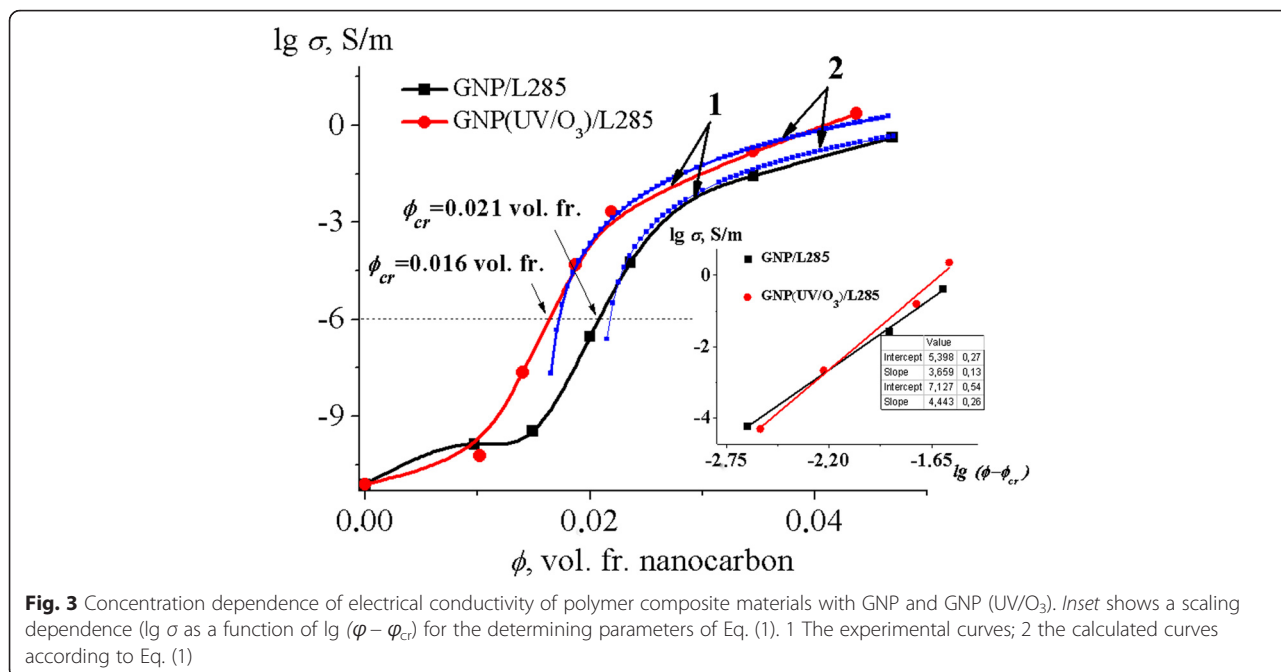 lg σ, S/m
GNP/L285
GNP(UV/O₃)/L285
1
2
0
-3
-6
-9
ϕcr=0.021 vol. fr.
ϕcr=0.016 vol. fr.
0.00
0.02
0.04
ϕ, vol. fr. nanocarbon
lg σ, S/m
GNP/L285
GNP(UV/O₃)/L285
0
-2
-4
Value
Intercept 5,398 0,27
Slope 3,659 0,13
Intercept 7,127 0,54
Slope 4,443 0,26
-2.75
-2.20
-1.65
lg (ϕ−ϕcr)
Fig. 3 Concentration dependence of electrical conductivity of polymer composite materials with GNP and GNP (UV/O₃). Inset shows a scaling
dependence (lg σ as a function of lg (φ − φcr) for the determining parameters of Eq. (1). 1 The experimental curves; 2 the calculated curves
according to Eq. (1)